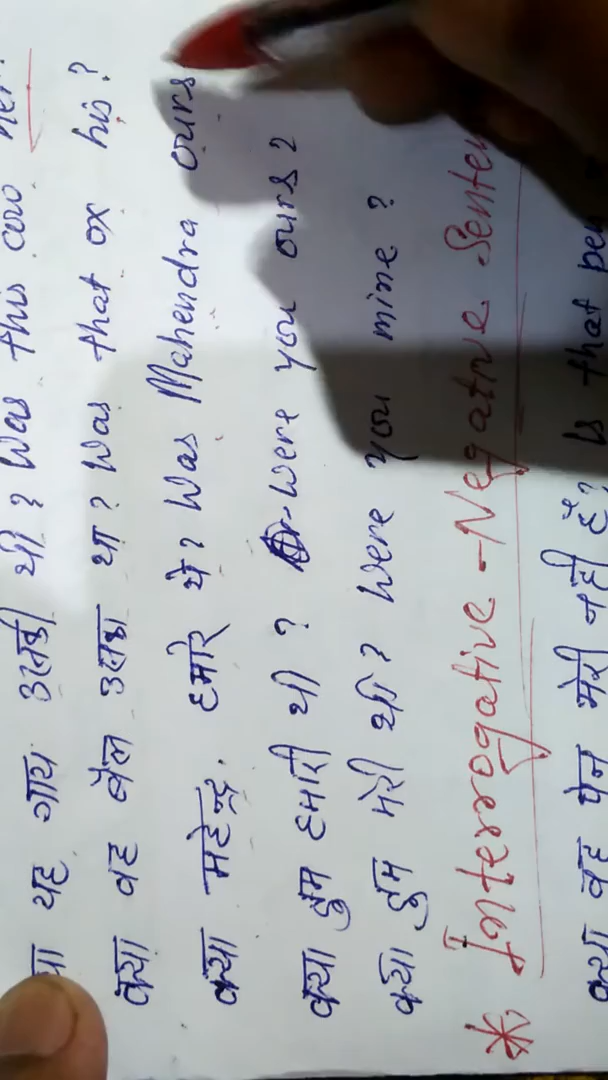 यह गाय उसकी थी? Was this cow her
क्या वह बैल उसका था? Was that ox his?
क्या महेन्द्र हमारे थे? Was Mahendra ours
क्या तुम हमारी थी? were you ours?
क्या तुम मेरी थी? Were you mine?
* Interrogative - Negative Senten
क्या वह पेन मेरी नहीं है? Is that pen